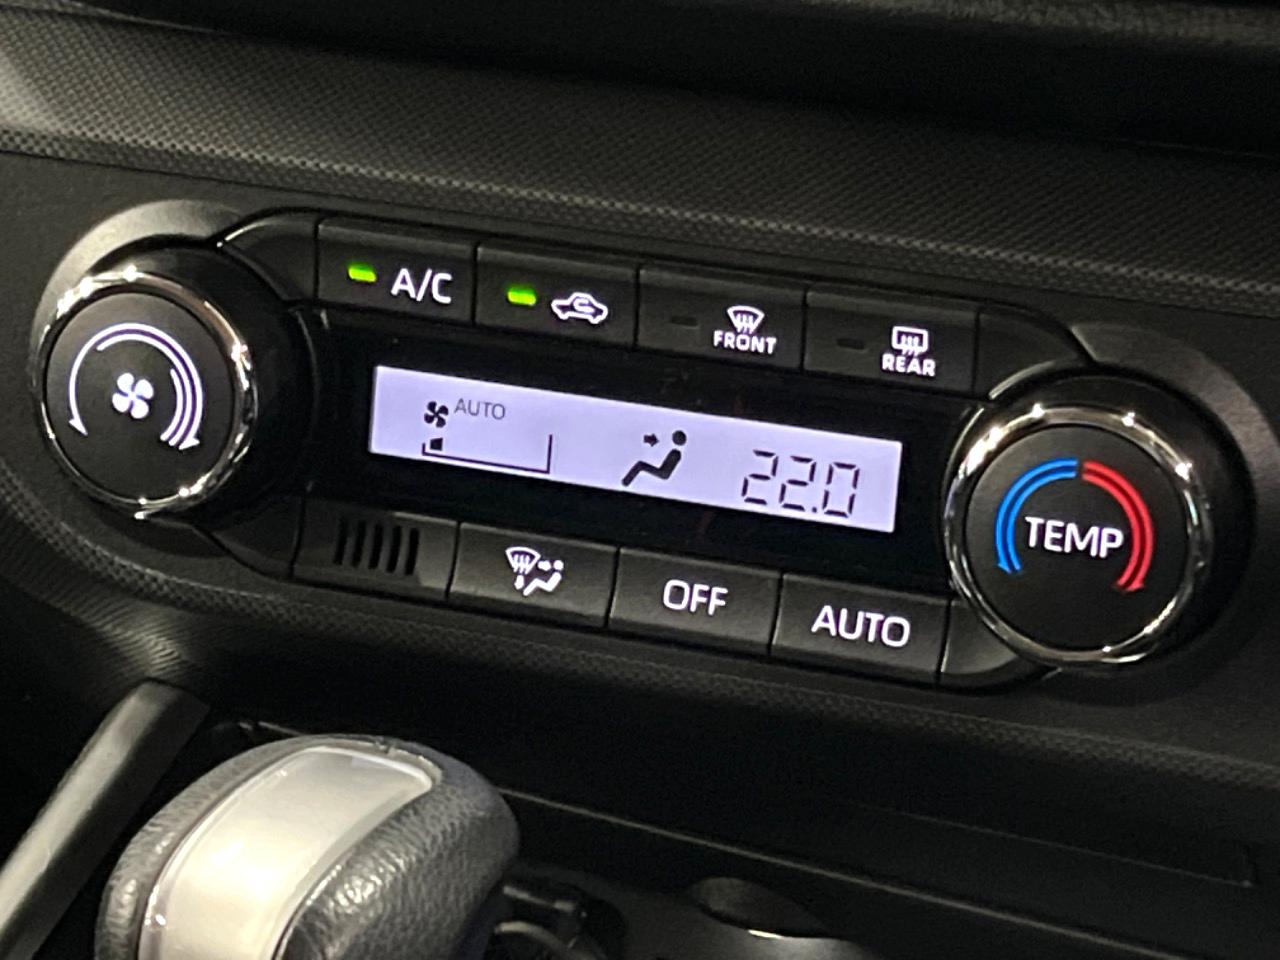 A/C
FRONT
REAR
AUTO
22.0
TEMP
OFF
AUTO